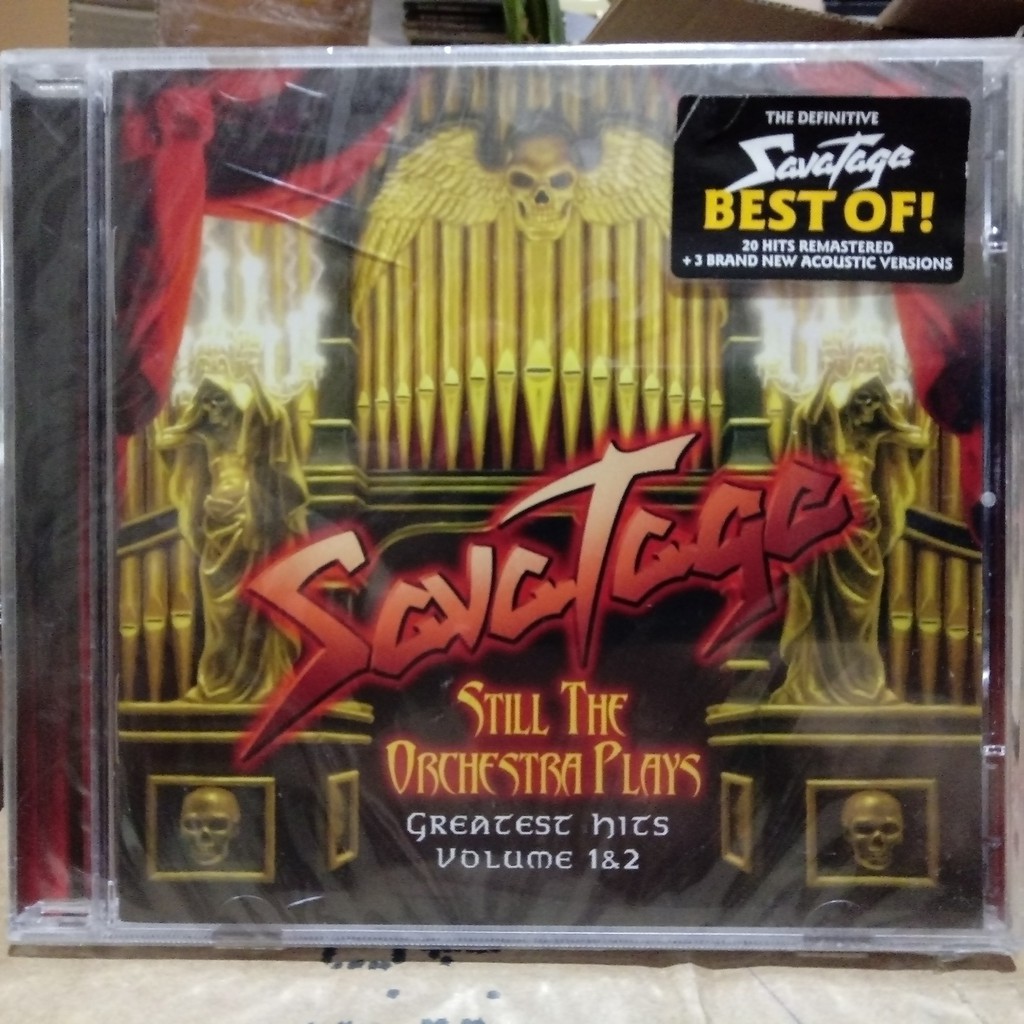 THE DEFINITIVE
SavaTage
BEST OF!
20 HITS REMASTERED
+ 3 BRAND NEW ACOUSTIC VERSIONS
SavaTage
STILL THE
ORCHESTRA PLAYS
GREATEST HITS
VOLUME 1&2